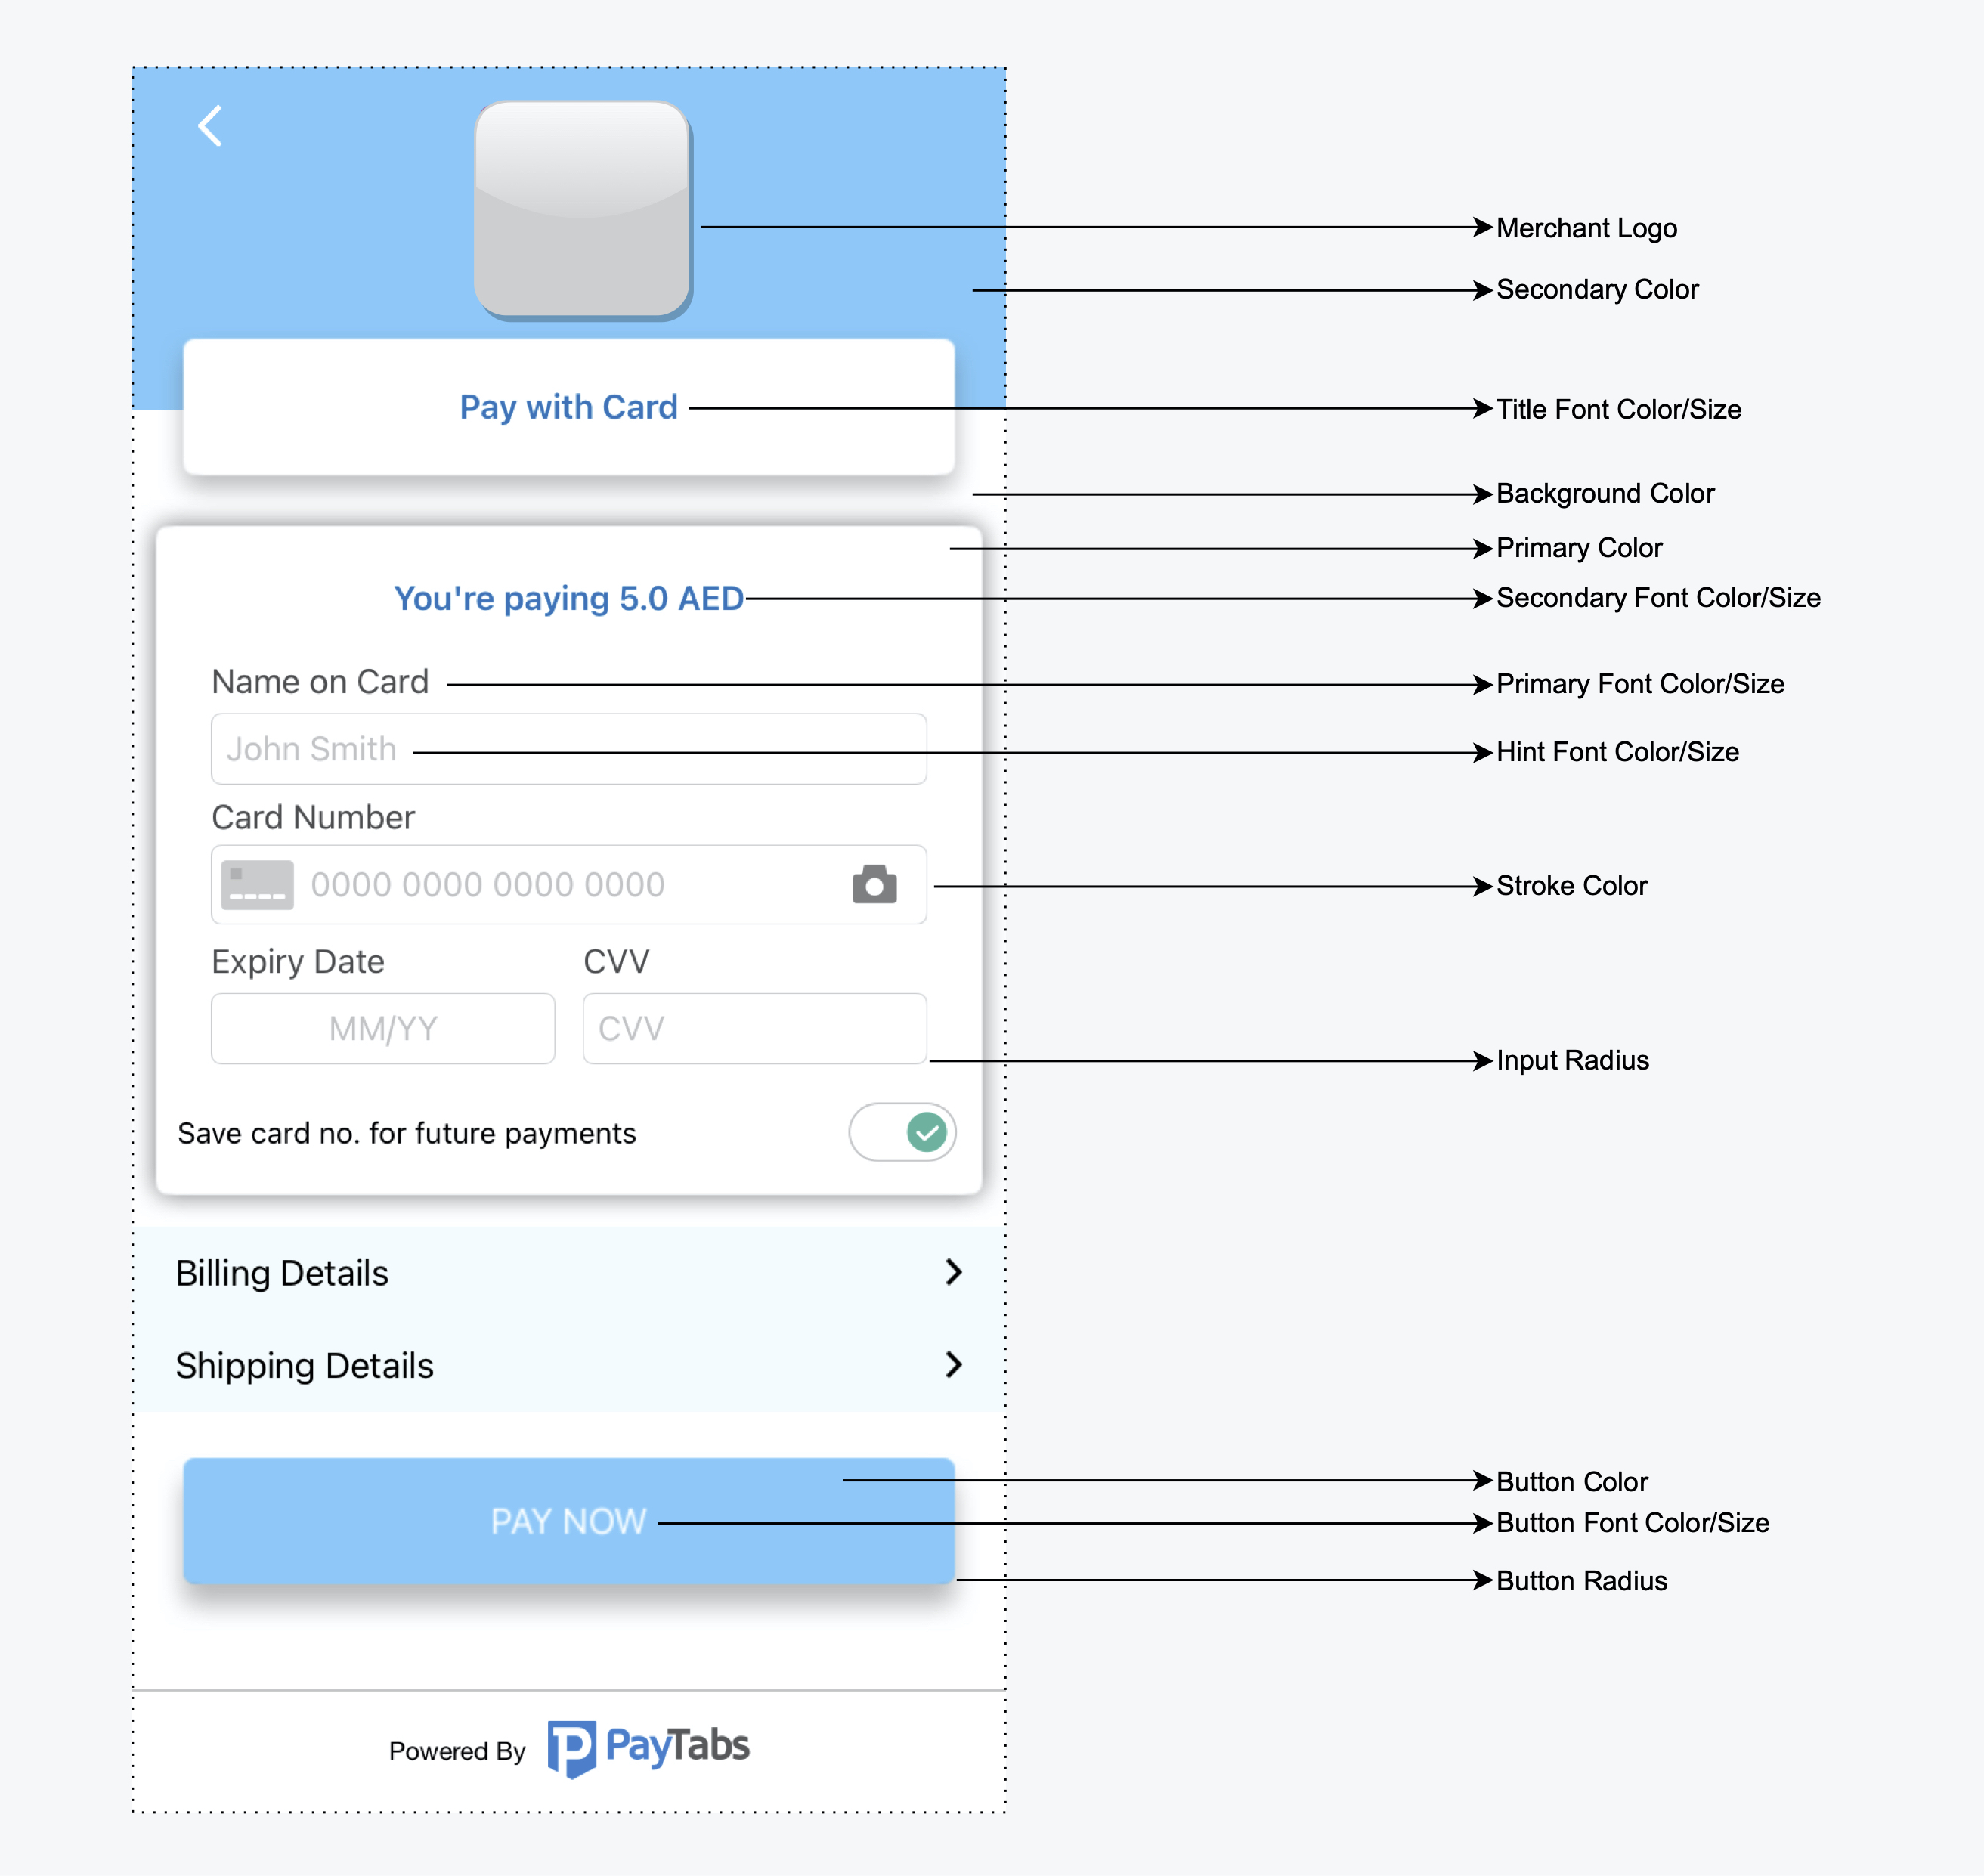 Merchant Logo
Secondary Color
Pay with Card
Title Font Color/Size
Background Color
Primary Color
You're paying 5.0 AED
Secondary Font Color/Size
Name on Card
Primary Font Color/Size
John Smith
Hint Font Color/Size
Card Number
0000 0000 0000 0000
Stroke Color
Expiry Date
CVV
MM/YY
CVV
Input Radius
Save card no. for future payments
Billing Details
Shipping Details
Button Color
PAY NOW
Button Font Color/Size
Button Radius
Powered By PayTabs